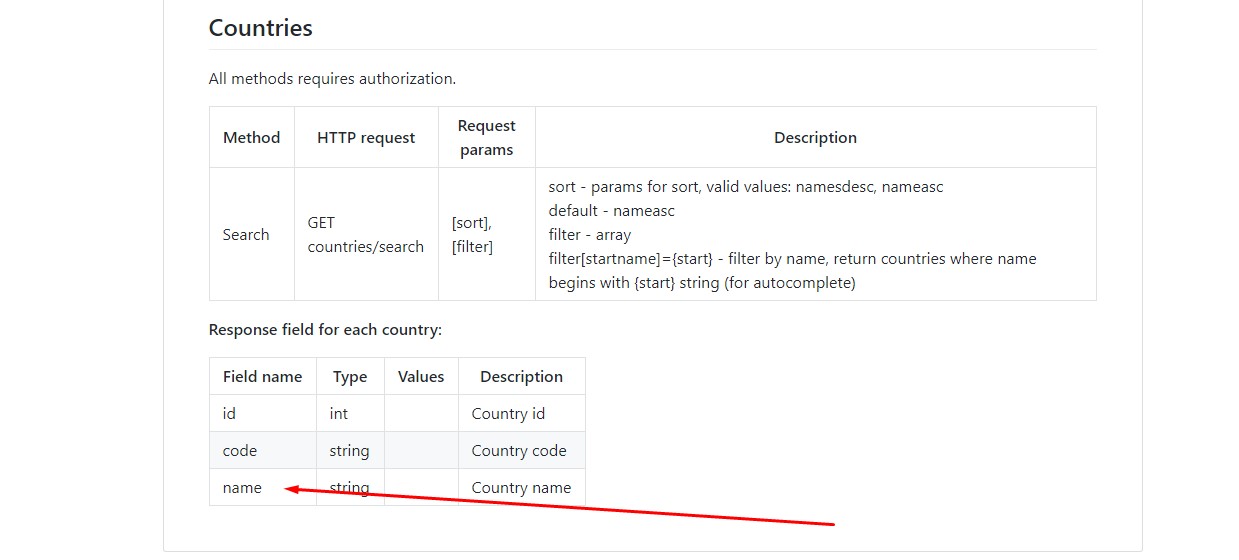 Countries
All methods requires authorization.
Method HTTP request Request params Description
Search GET countries/search [sort], [filter] sort - params for sort, valid values: namesdesc, nameasc
default - nameasc
filter - array
filter[startname]={start} - filter by name, return countries where name
begins with {start} string (for autocomplete)
Response field for each country:
Field name Type Values Description
id int Country id
code string Country code
name string Country name